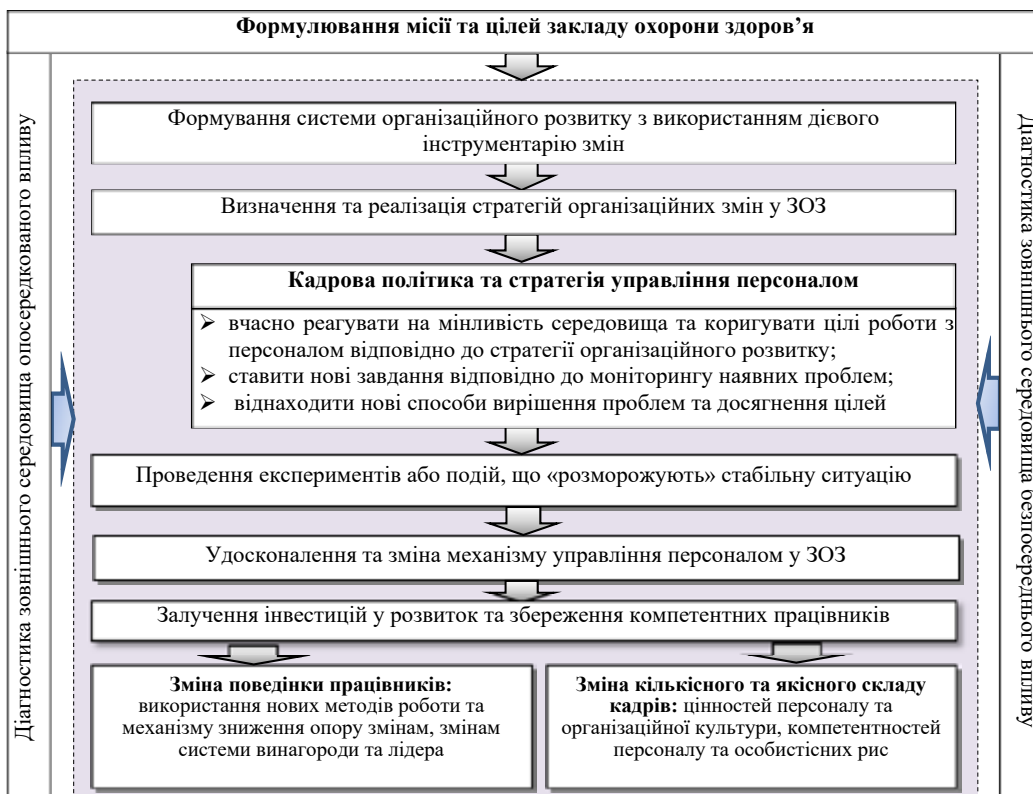 Формулювання місії та цілей закладу охорони здоров’я
Діагностика зовнішнього середовища опосередкованого впливу
Формування системи організаційного розвитку з використанням дієвого
інструментарію змін
Визначення та реалізація стратегій організаційних змін у ЗОЗ
Кадрова політика та стратегія управління персоналом
➢ вчасно реагувати на мінливість середовища та коригувати цілі роботи з
персоналом відповідно до стратегії організаційного розвитку;
➢ ставити нові завдання відповідно до моніторингу наявних проблем;
➢ віднаходити нові способи вирішення проблем та досягнення цілей
Проведення експериментів або подій, що «розморожують» стабільну ситуацію
Удосконалення та зміна механізму управління персоналом у ЗОЗ
Залучення інвестицій у розвиток та збереження компетентних працівників
Зміна поведінки працівників:
використання нових методів роботи та
механізму зниження опору змінам, змінам
системи винагороди та лідера
Зміна кількісного та якісного складу
кадрів: цінностей персоналу та
організаційної культури, компетентностей
персоналу та особистісних рис
Діагностика зовнішнього середовища безпосереднього впливу